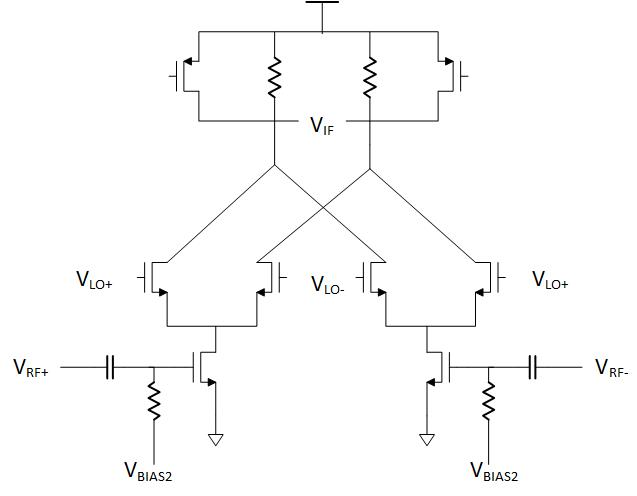 VIF
VLO+
VLO-
VLO+
VRF+
VRF-
VBIAS2
VBIAS2